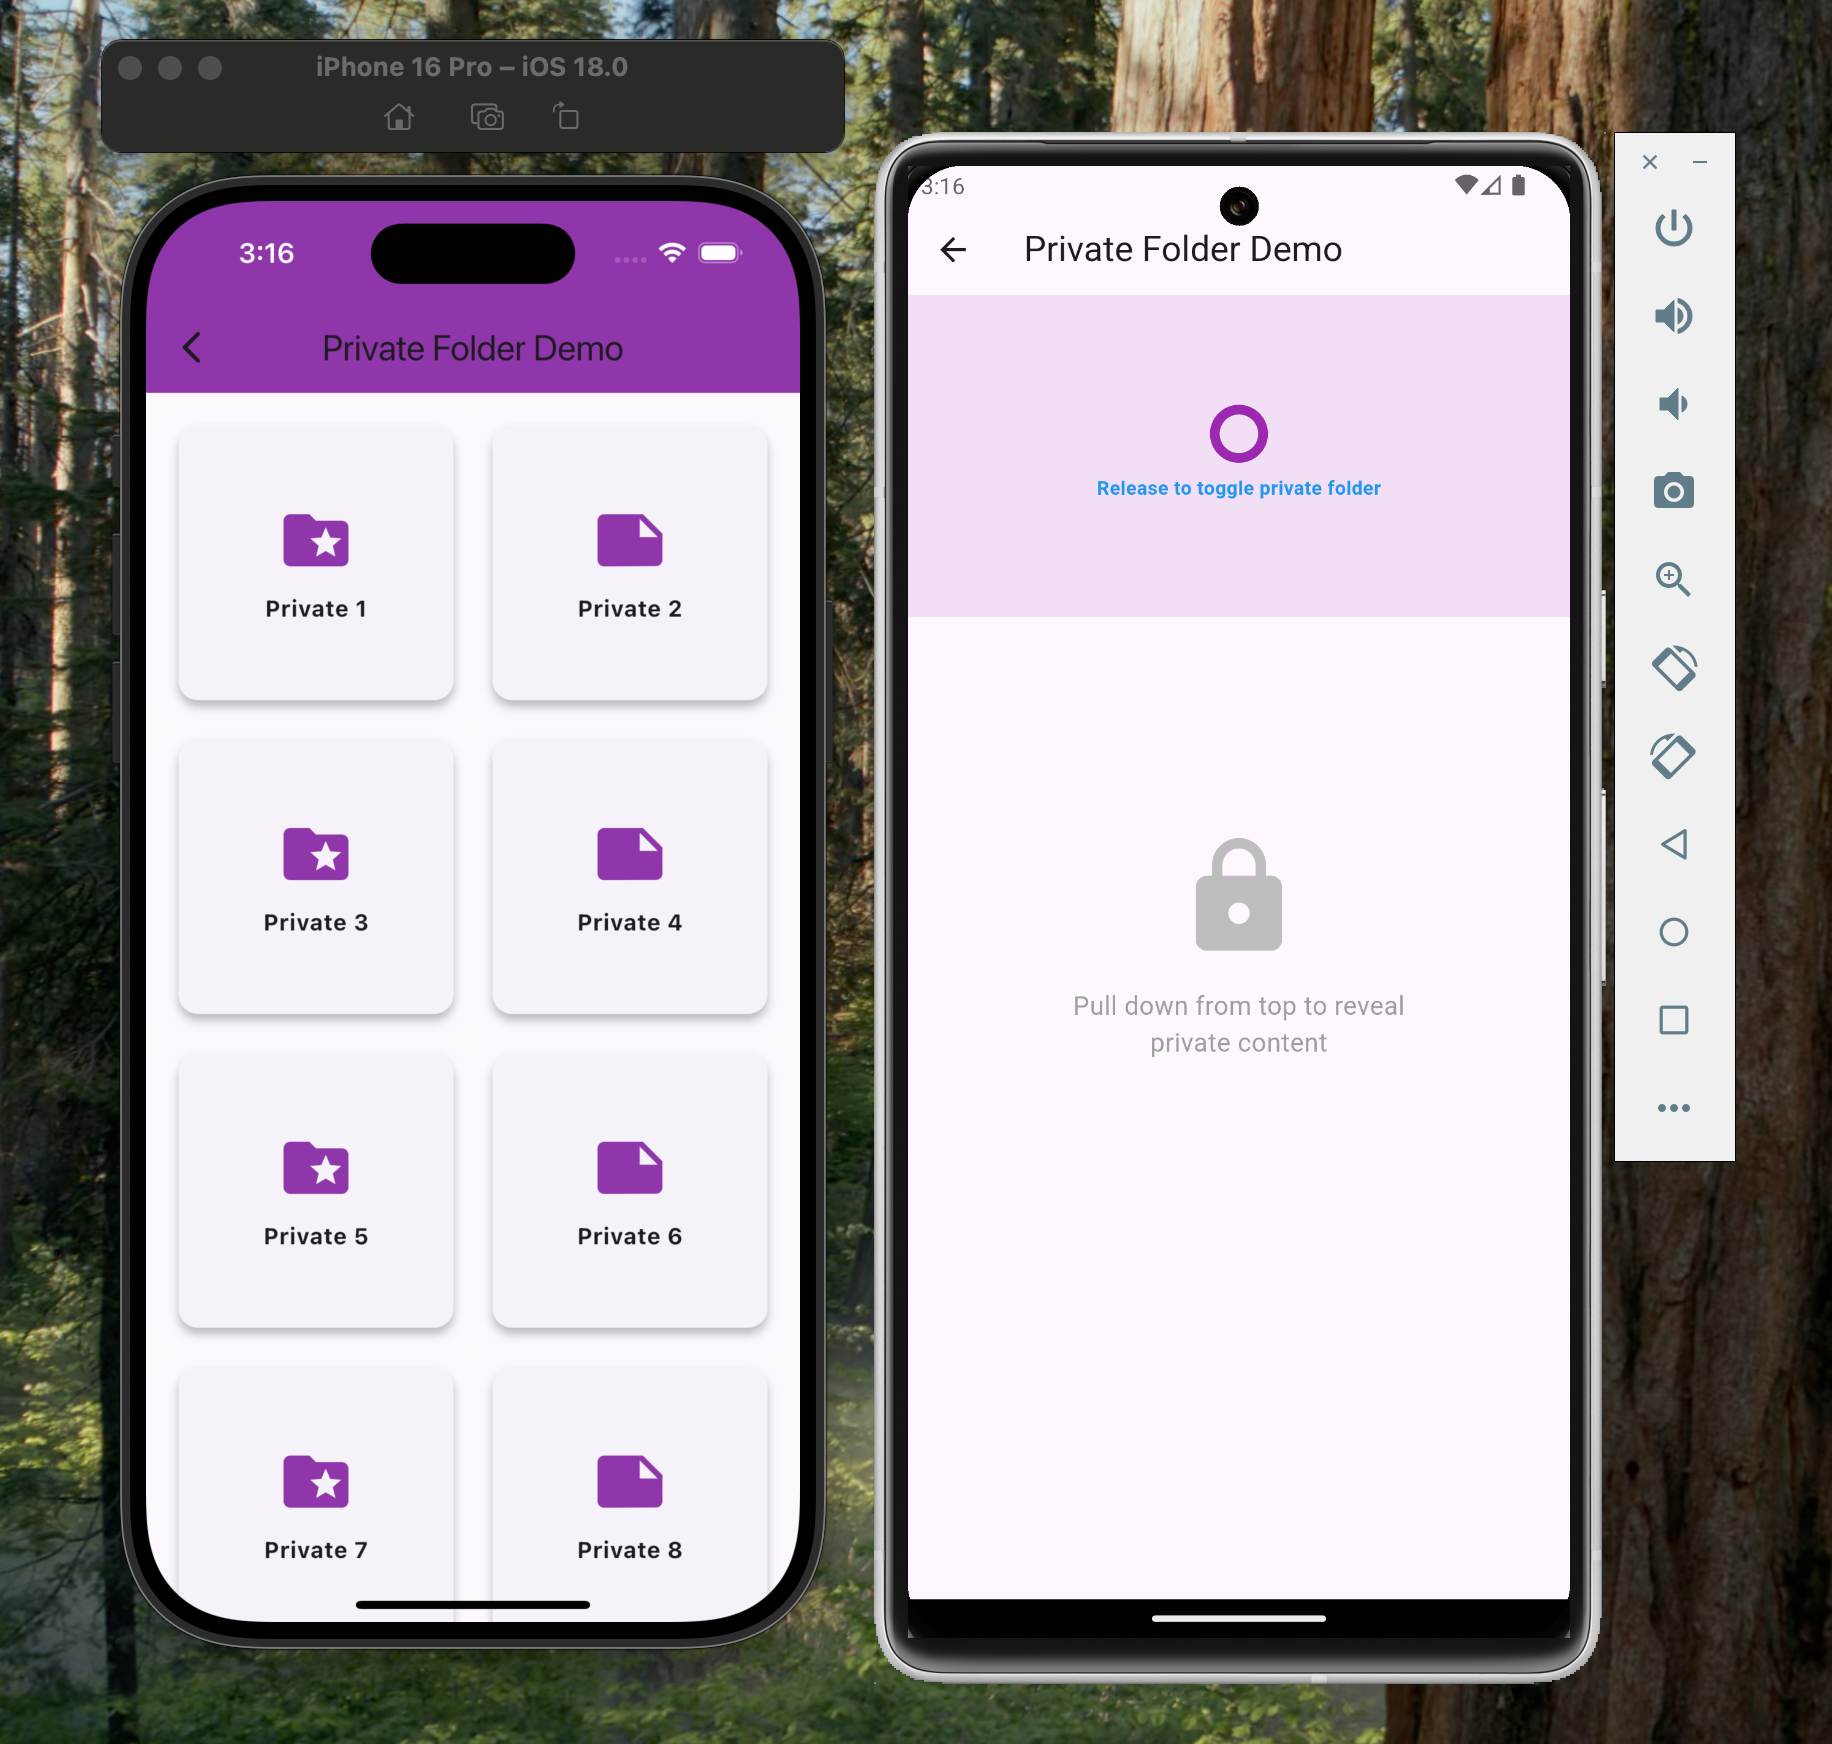 iPhone 16 Pro – iOS 18.0
3:16
Private Folder Demo
Private 1
Private 2
Private 3
Private 4
Private 5
Private 6
Private 7
Private 8
3:16
Private Folder Demo
Release to toggle private folder
Pull down from top to reveal
private content